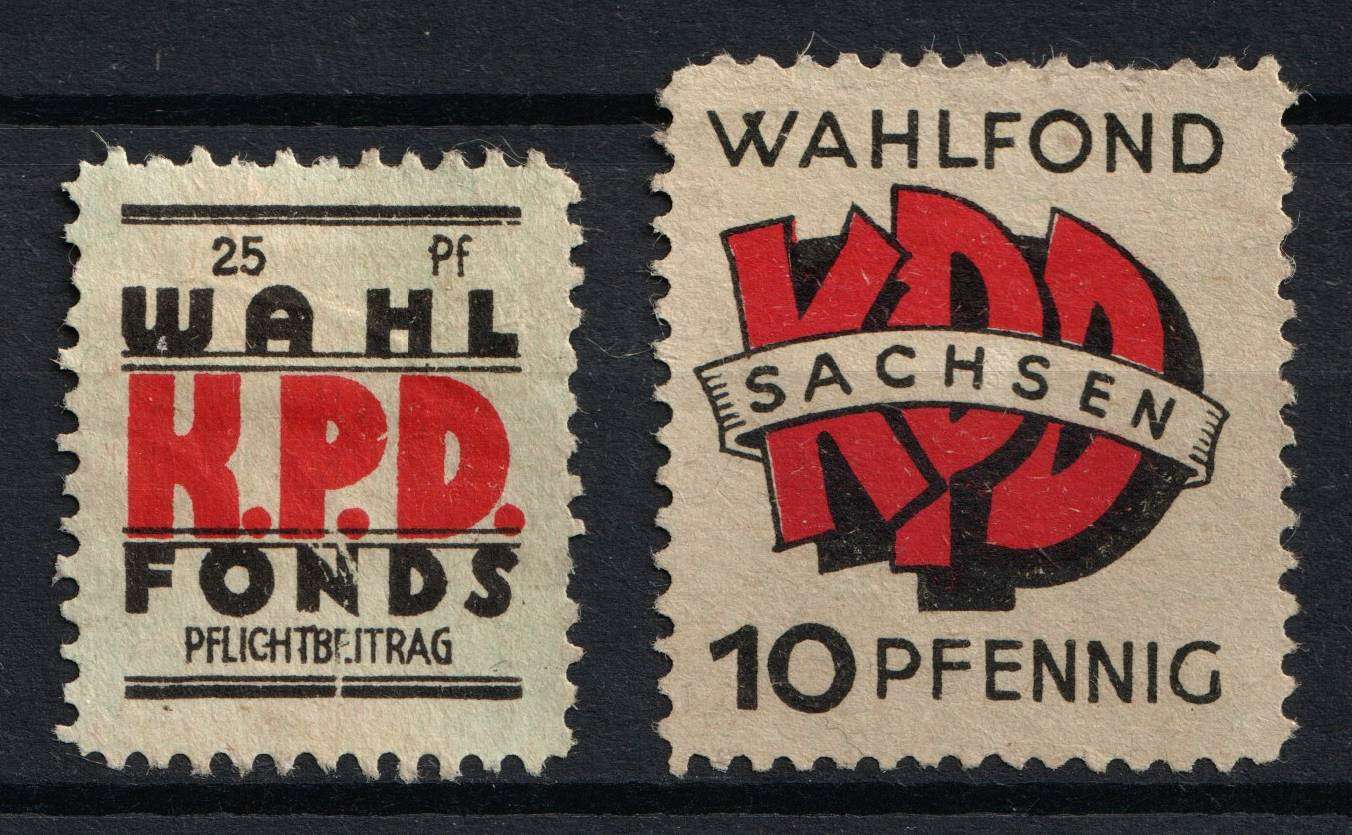 25 Pf
WAHL
K.P.D.
FONDS
PFLICHTBEITRAG
WAHLFOND
KPD
SACHSEN
10 PFENNIG